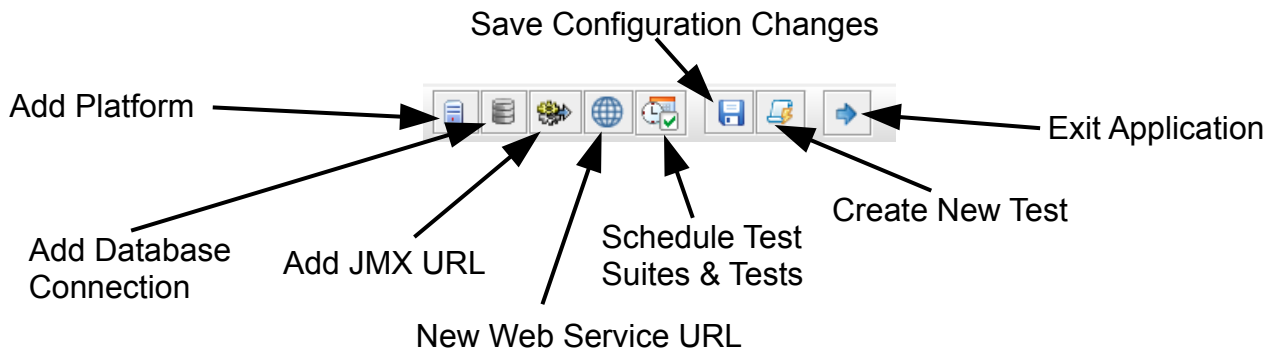 Save Configuration Changes
Add Platform
Exit Application
Create New Test
Add Database
Connection
Add JMX URL
Schedule Test
Suites & Tests
New Web Service URL